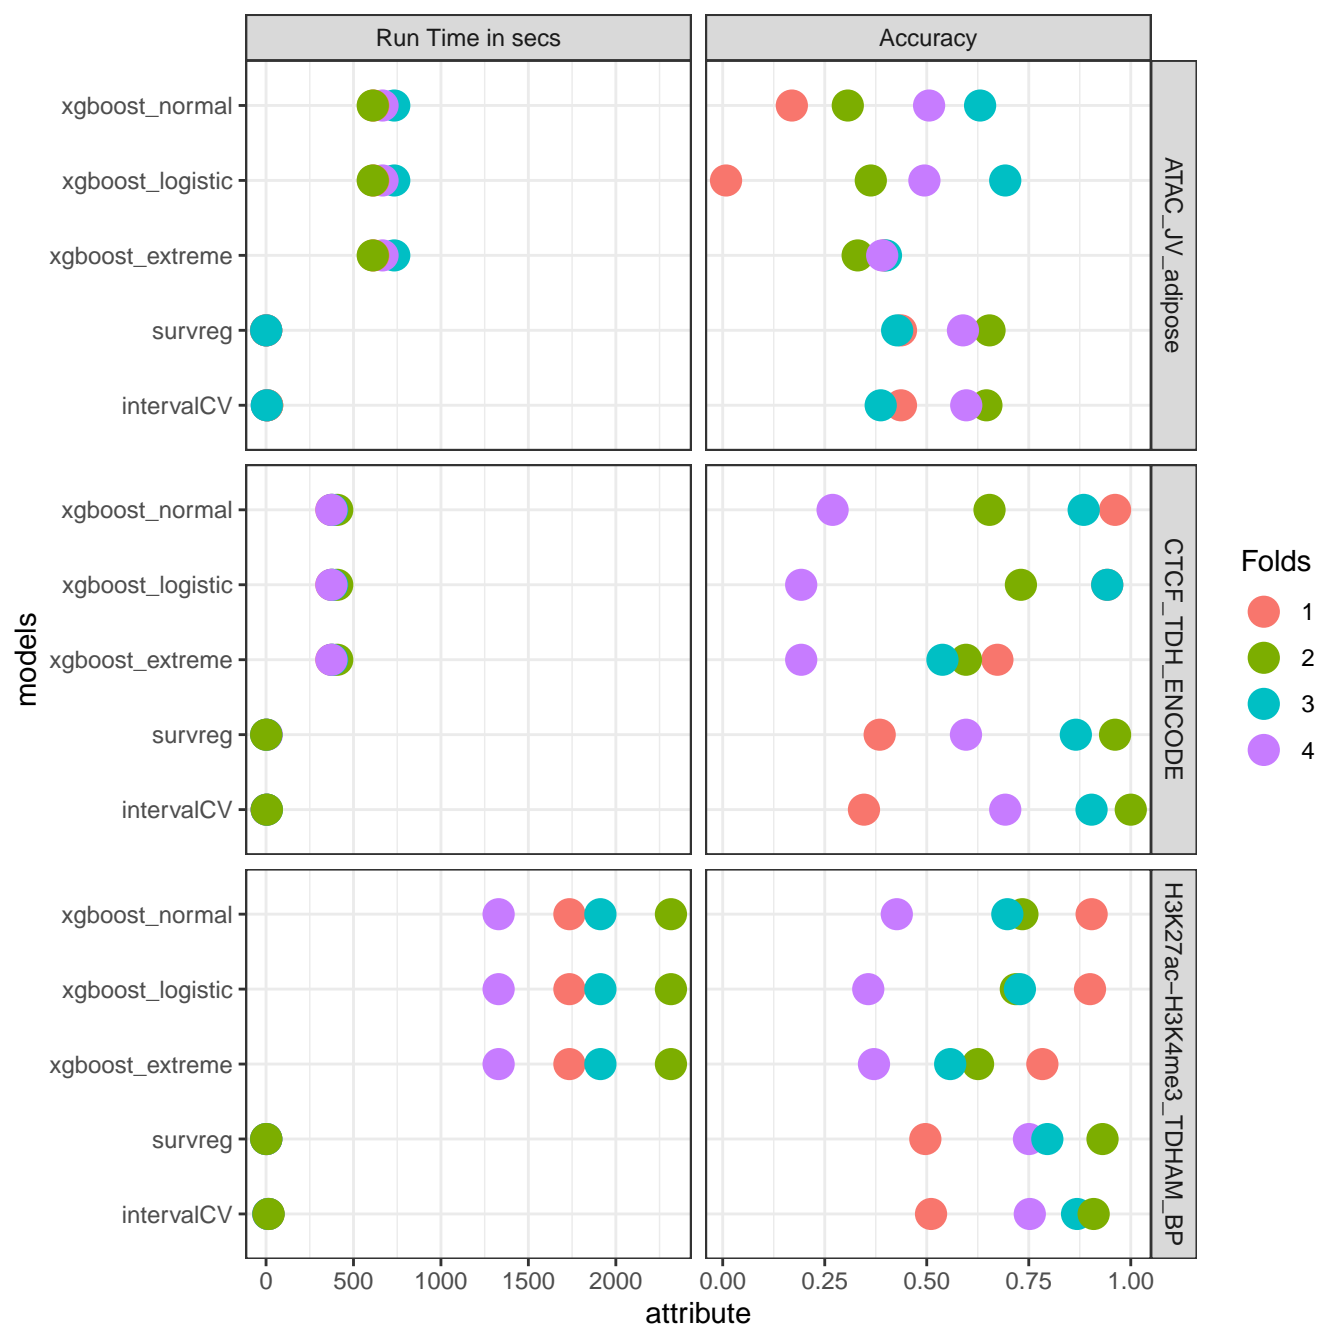 Run Time in secs
Accuracy
xgboost_normal
xgboost_logistic
xgboost_extreme
survreg
intervalCV
ATAC_JV_adipose
xgboost_normal
xgboost_logistic
xgboost_extreme
survreg
intervalCV
CTCF_TDH_ENCODE
xgboost_normal
xgboost_logistic
xgboost_extreme
survreg
intervalCV
H3K27ac−H3K4me3_TDHAM_BP
models
0 500 1000 1500 2000
0.00 0.25 0.50 0.75 1.00
attribute
Folds
1
2
3
4